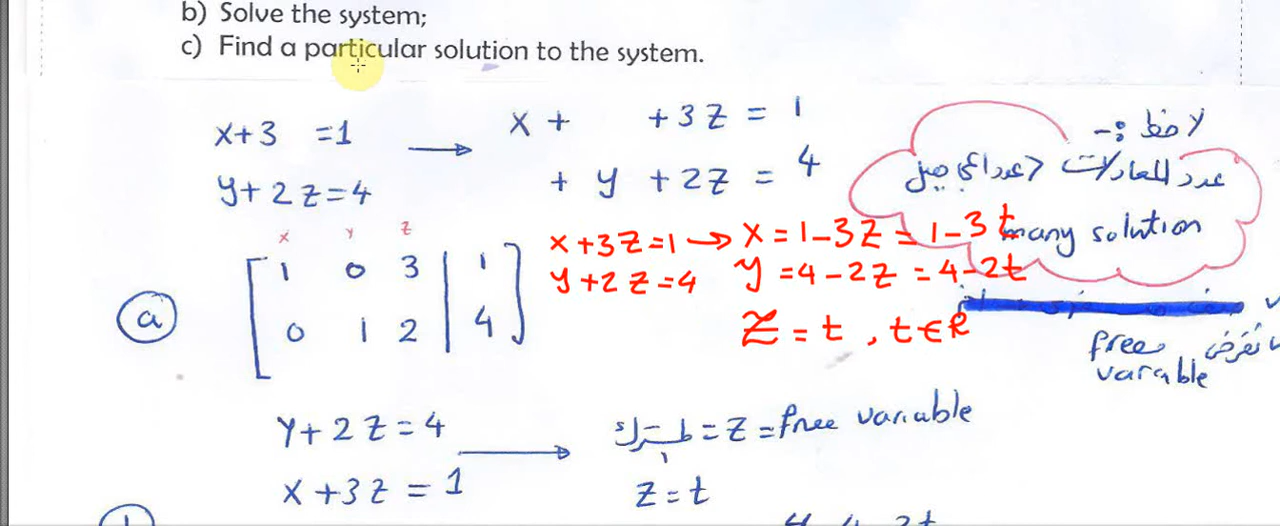 b) Solve the system;
c) Find a particular solution to the system.
x+3 =1
x + +3z = 1
y+2z=4
+ y +2z = 4
لاحظ :-
عدد المعادلات < عدد
many solution
x y z
1 0 3 | 1
0 1 2 | 4
x+3z=1 → x=1-3z=1-3t
y+2z=4 y=4-2z=4-2t
z=t, t∈R
a
free
varable
نفرض
y+2z=4
z=free variable
x+3z=1
z=t